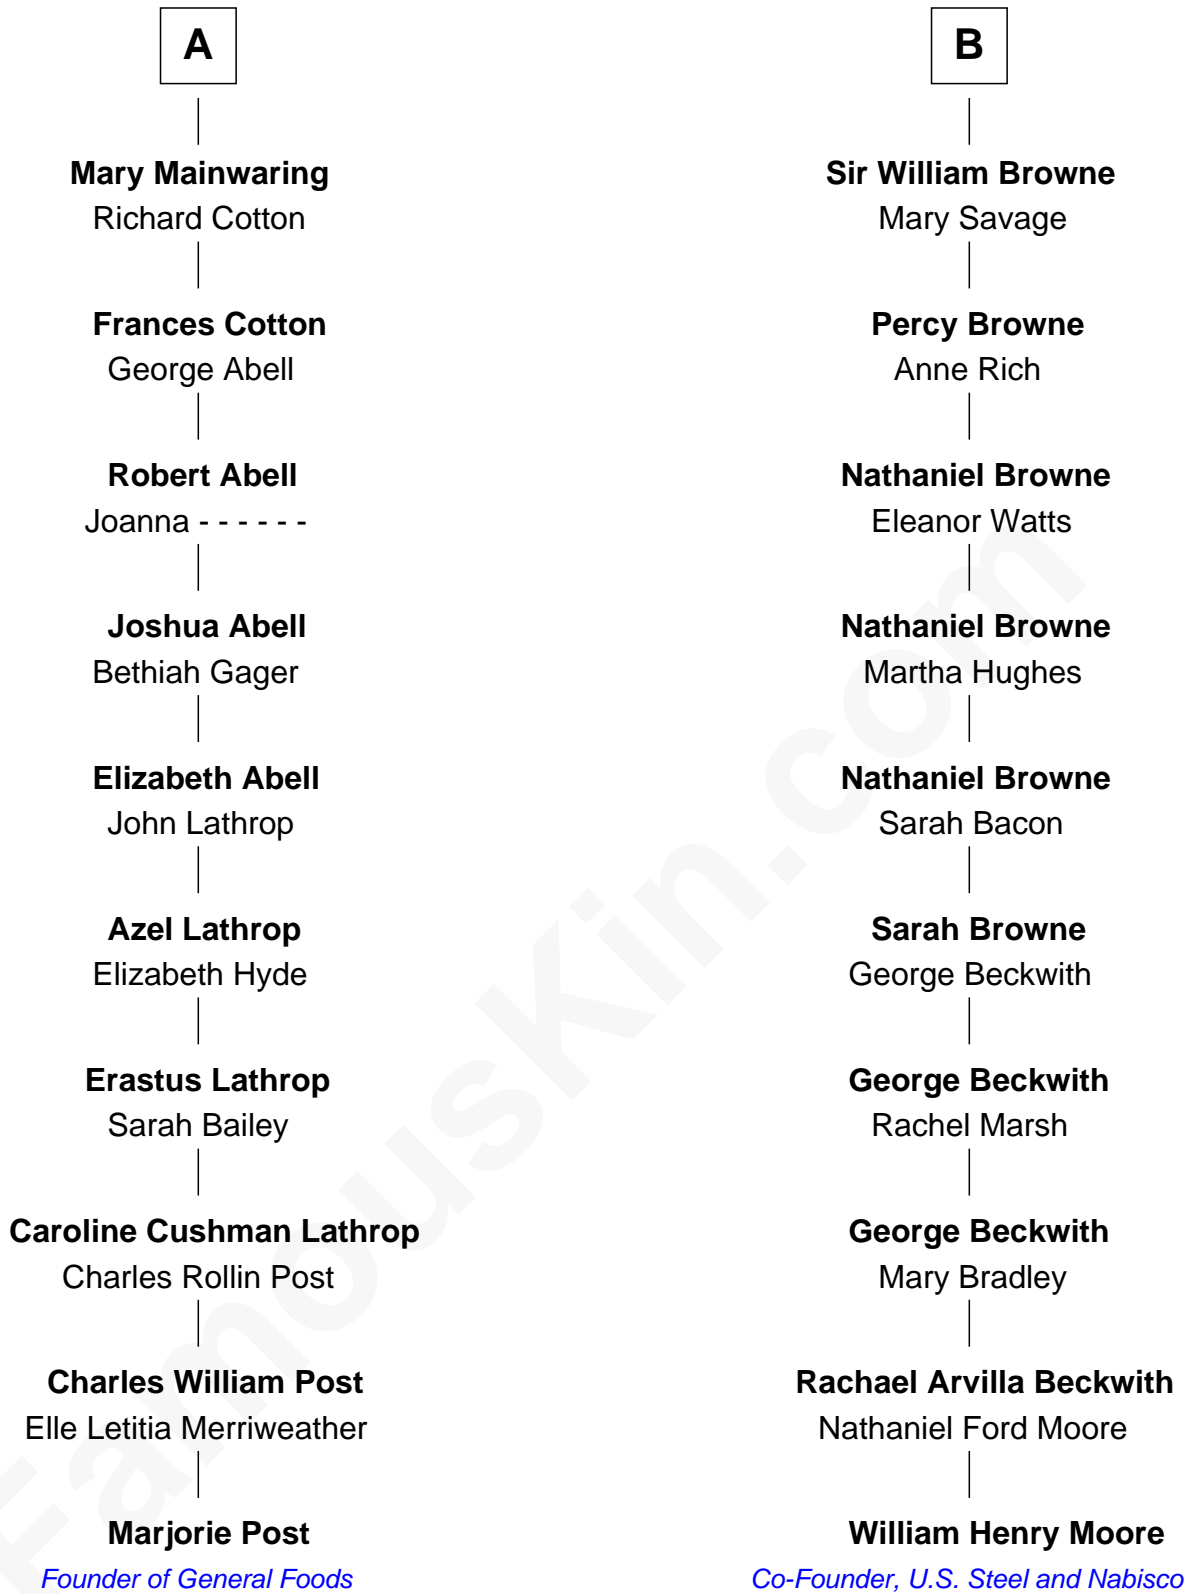 A
Mary Mainwaring
Richard Cotton
Frances Cotton
George Abell
Robert Abell
Joanna - - - - - -
Joshua Abell
Bethiah Gager
Elizabeth Abell
John Lathrop
Azel Lathrop
Elizabeth Hyde
Erastus Lathrop
Sarah Bailey
Caroline Cushman Lathrop
Charles Rollin Post
Charles William Post
Elle Letitia Merriweather
Marjorie Post
Founder of General Foods
B
Sir William Browne
Mary Savage
Percy Browne
Anne Rich
Nathaniel Browne
Eleanor Watts
Nathaniel Browne
Martha Hughes
Nathaniel Browne
Sarah Bacon
Sarah Browne
George Beckwith
George Beckwith
Rachel Marsh
George Beckwith
Mary Bradley
Rachael Arvilla Beckwith
Nathaniel Ford Moore
William Henry Moore
Co-Founder, U.S. Steel and Nabisco
FamousKin.com